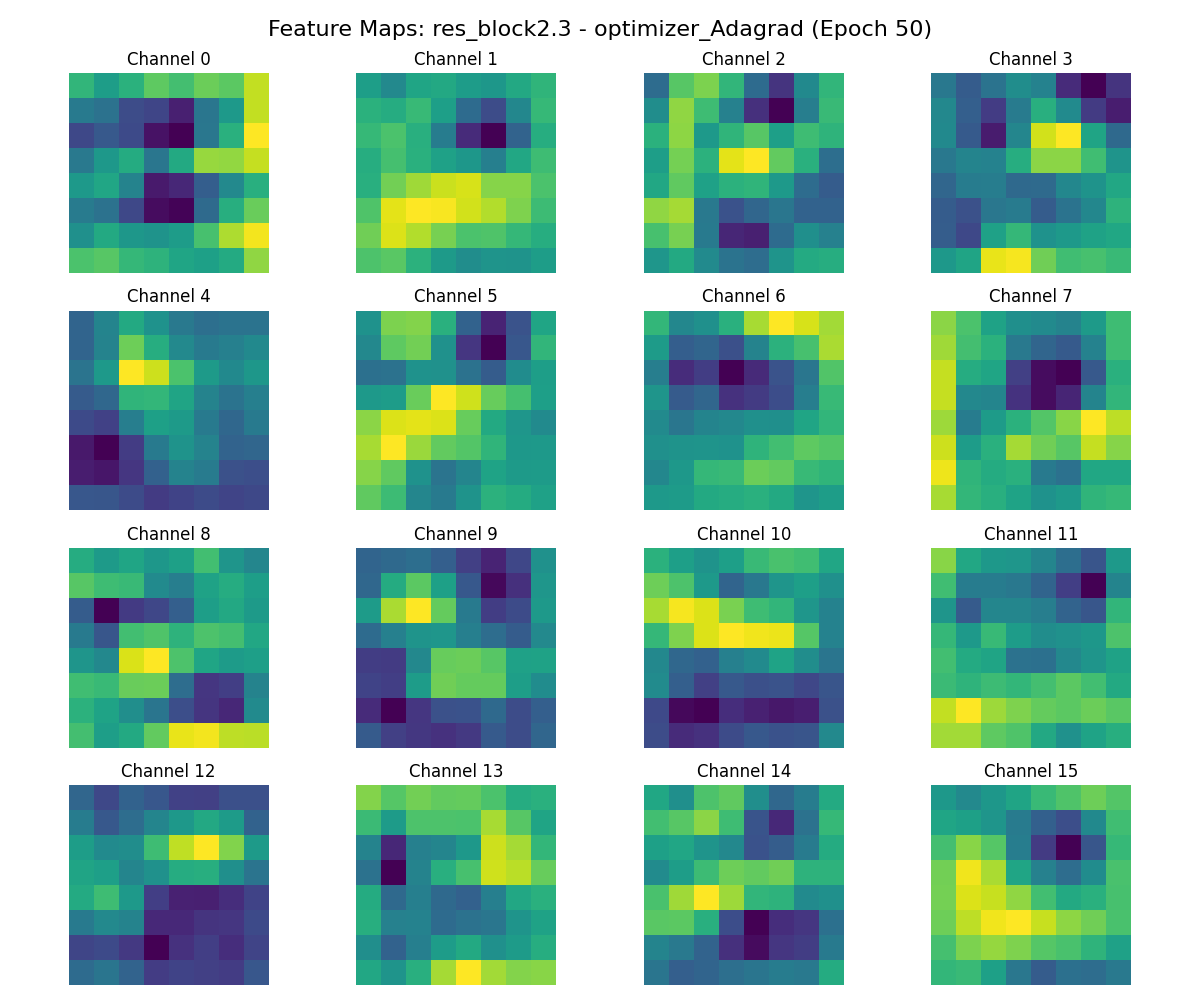 Feature Maps: res_block2.3 - optimizer_Adagrad (Epoch 50)
Channel 0
Channel 1
Channel 2
Channel 3
Channel 4
Channel 5
Channel 6
Channel 7
Channel 8
Channel 9
Channel 10
Channel 11
Channel 12
Channel 13
Channel 14
Channel 15